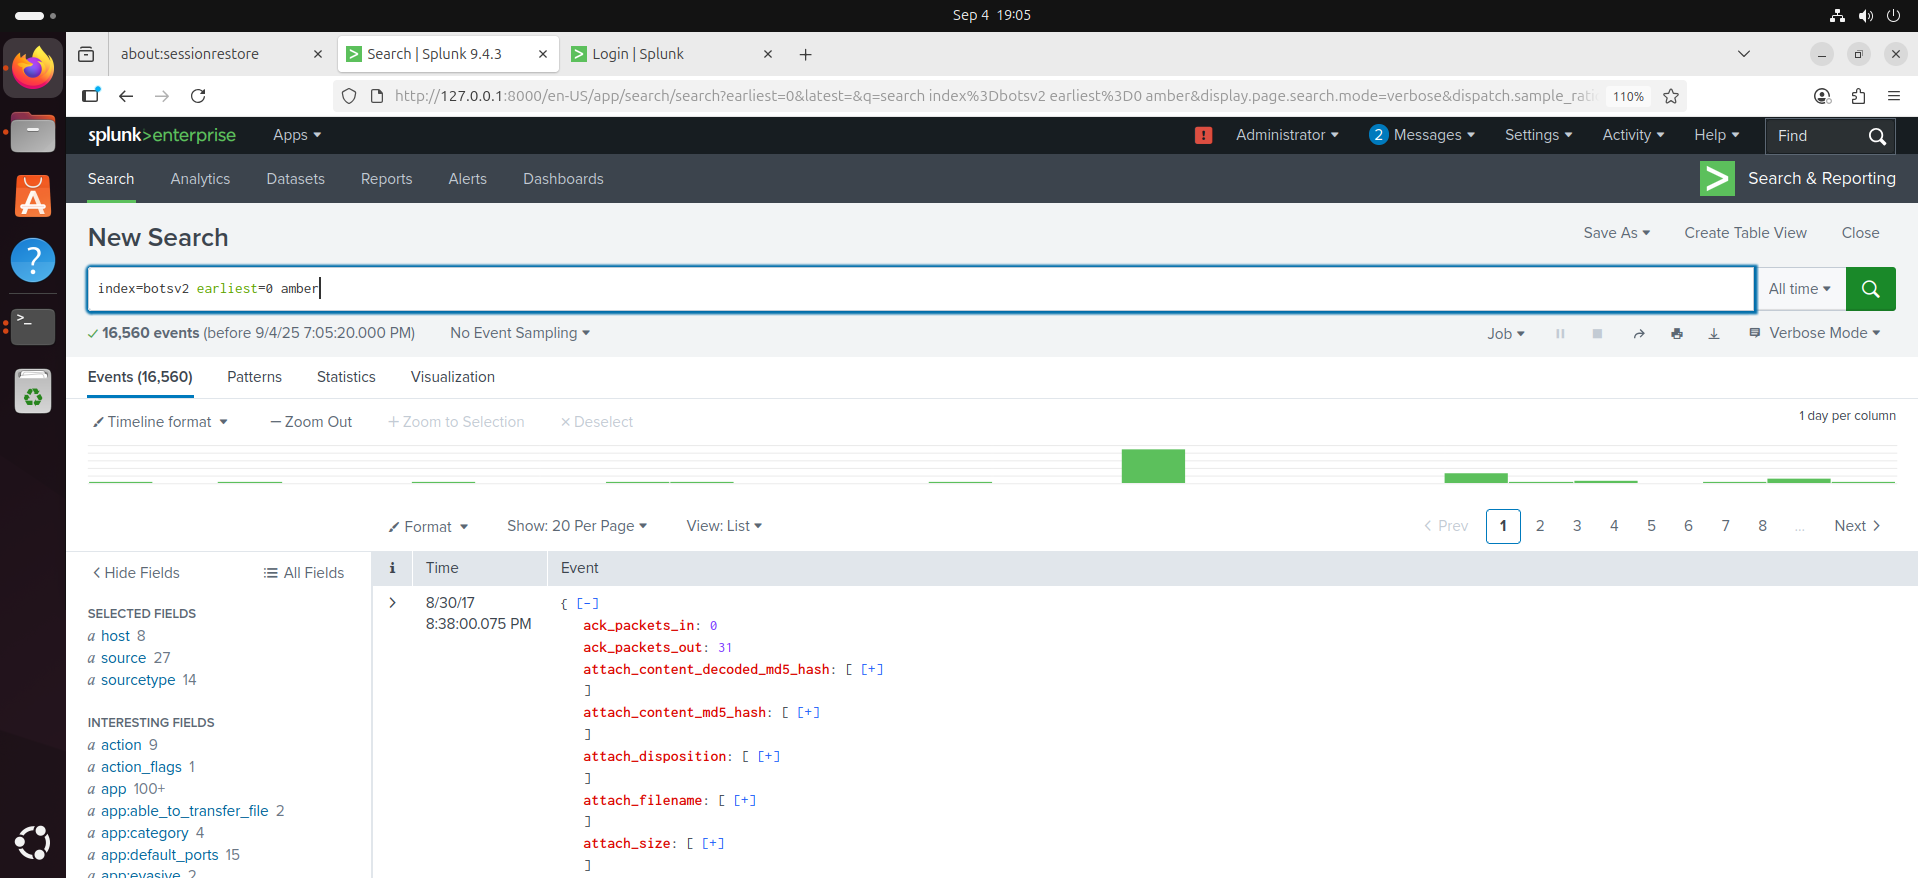 Sep 4 19:05
about:sessionrestore
Search | Splunk 9.4.3
Login | Splunk
http://127.0.0.1:8000/en-US/app/search/search?earliest=0&latest=&q=search index%3Dbotsv2 earliest%3D0 amber&display.page.search.mode=verbose&dispatch.sample_rati
110%
splunk>enterprise
Apps
Administrator
2 Messages
Settings
Activity
Help
Find
Search
Analytics
Datasets
Reports
Alerts
Dashboards
Search & Reporting
New Search
Save As
Create Table View
Close
index=botsv2 earliest=0 amber
All time
16,560 events (before 9/4/25 7:05:20.000 PM)
No Event Sampling
Job
Verbose Mode
Events (16,560)
Patterns
Statistics
Visualization
Timeline format
— Zoom Out
+ Zoom to Selection
× Deselect
1 day per column
Format
Show: 20 Per Page
View: List
< Prev
1
2
3
4
5
6
7
8
...
Next >
< Hide Fields
All Fields
SELECTED FIELDS
a host 8
a source 27
a sourcetype 14
INTERESTING FIELDS
a action 9
a action_flags 1
a app 100+
a app:able_to_transfer_file 2
a app:category 4
a app:default_ports 15
a app:evasive 2
i
Time
Event
>
8/30/17
8:38:00.075 PM
{ [-]
ack_packets_in: 0
ack_packets_out: 31
attach_content_decoded_md5_hash: [ [+]
]
attach_content_md5_hash: [ [+]
]
attach_disposition: [ [+]
]
attach_filename: [ [+]
]
attach_size: [ [+]
]